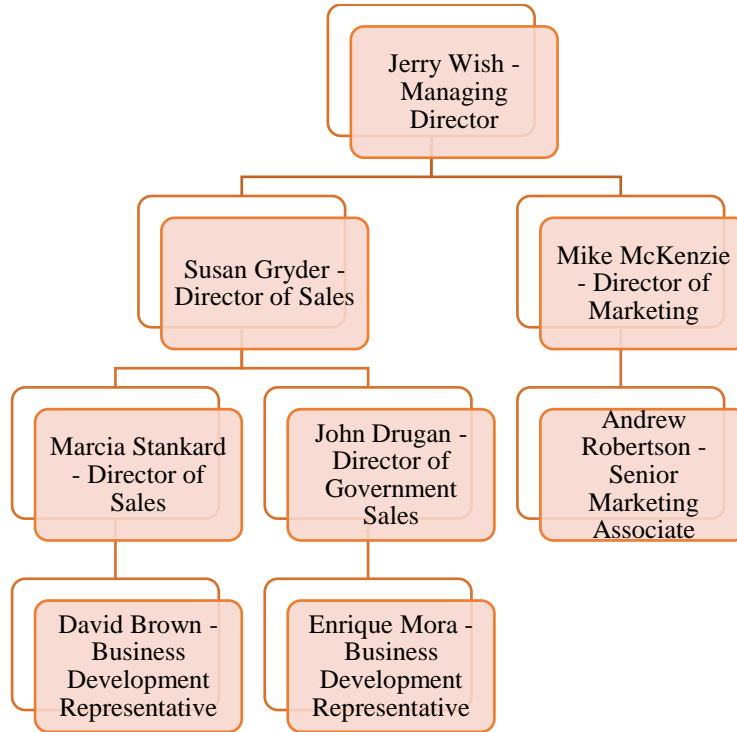 Jerry Wish -
Managing
Director
Susan Gryder -
Director of Sales
Mike McKenzie
- Director of
Marketing
Marcia Stankard
- Director of
Sales
John Drugan -
Director of
Government
Sales
Andrew
Robertson -
Senior
Marketing
Associate
David Brown -
Business
Development
Representative
Enrique Mora -
Business
Development
Representative